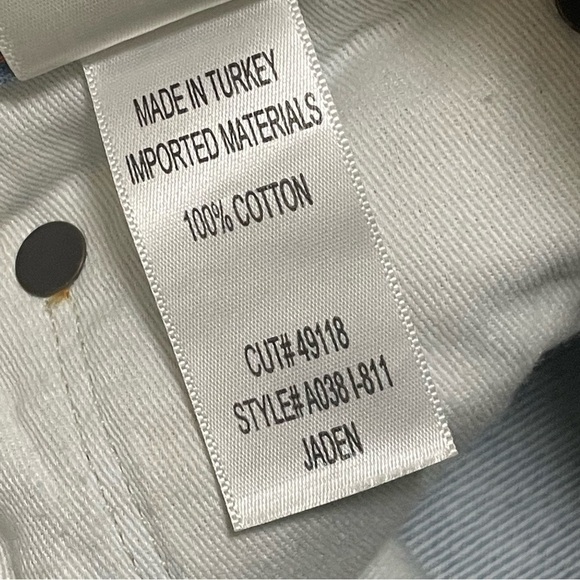 MADE IN TURKEY
IMPORTED MATERIALS
100% COTTON
CUT# 49118
STYLE# A038 I-811
JADEN